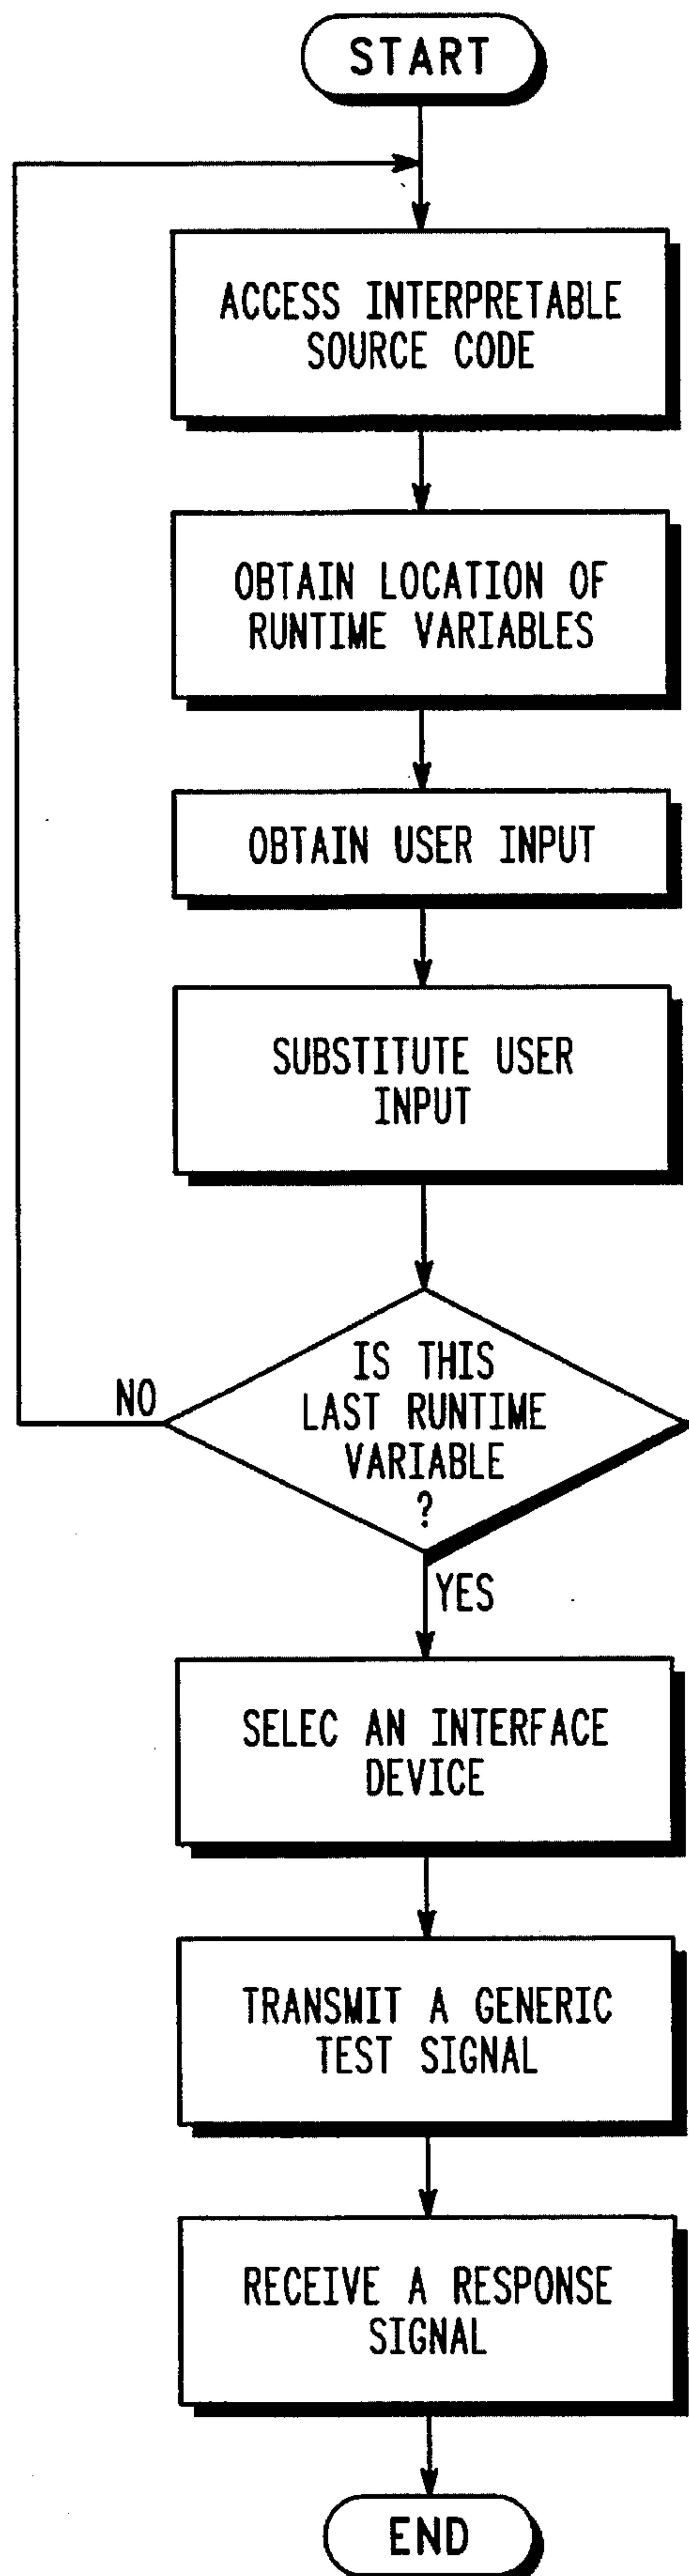 START
ACCESS INTERPRETABLE
SOURCE CODE
OBTAIN LOCATION OF
RUNTIME VARIABLES
OBTAIN USER INPUT
SUBSTITUTE USER
INPUT
IS THIS
LAST RUNTIME
VARIABLE
?
NO
YES
SELEC AN INTERFACE
DEVICE
TRANSMIT A GENERIC
TEST SIGNAL
RECEIVE A RESPONSE
SIGNAL
END